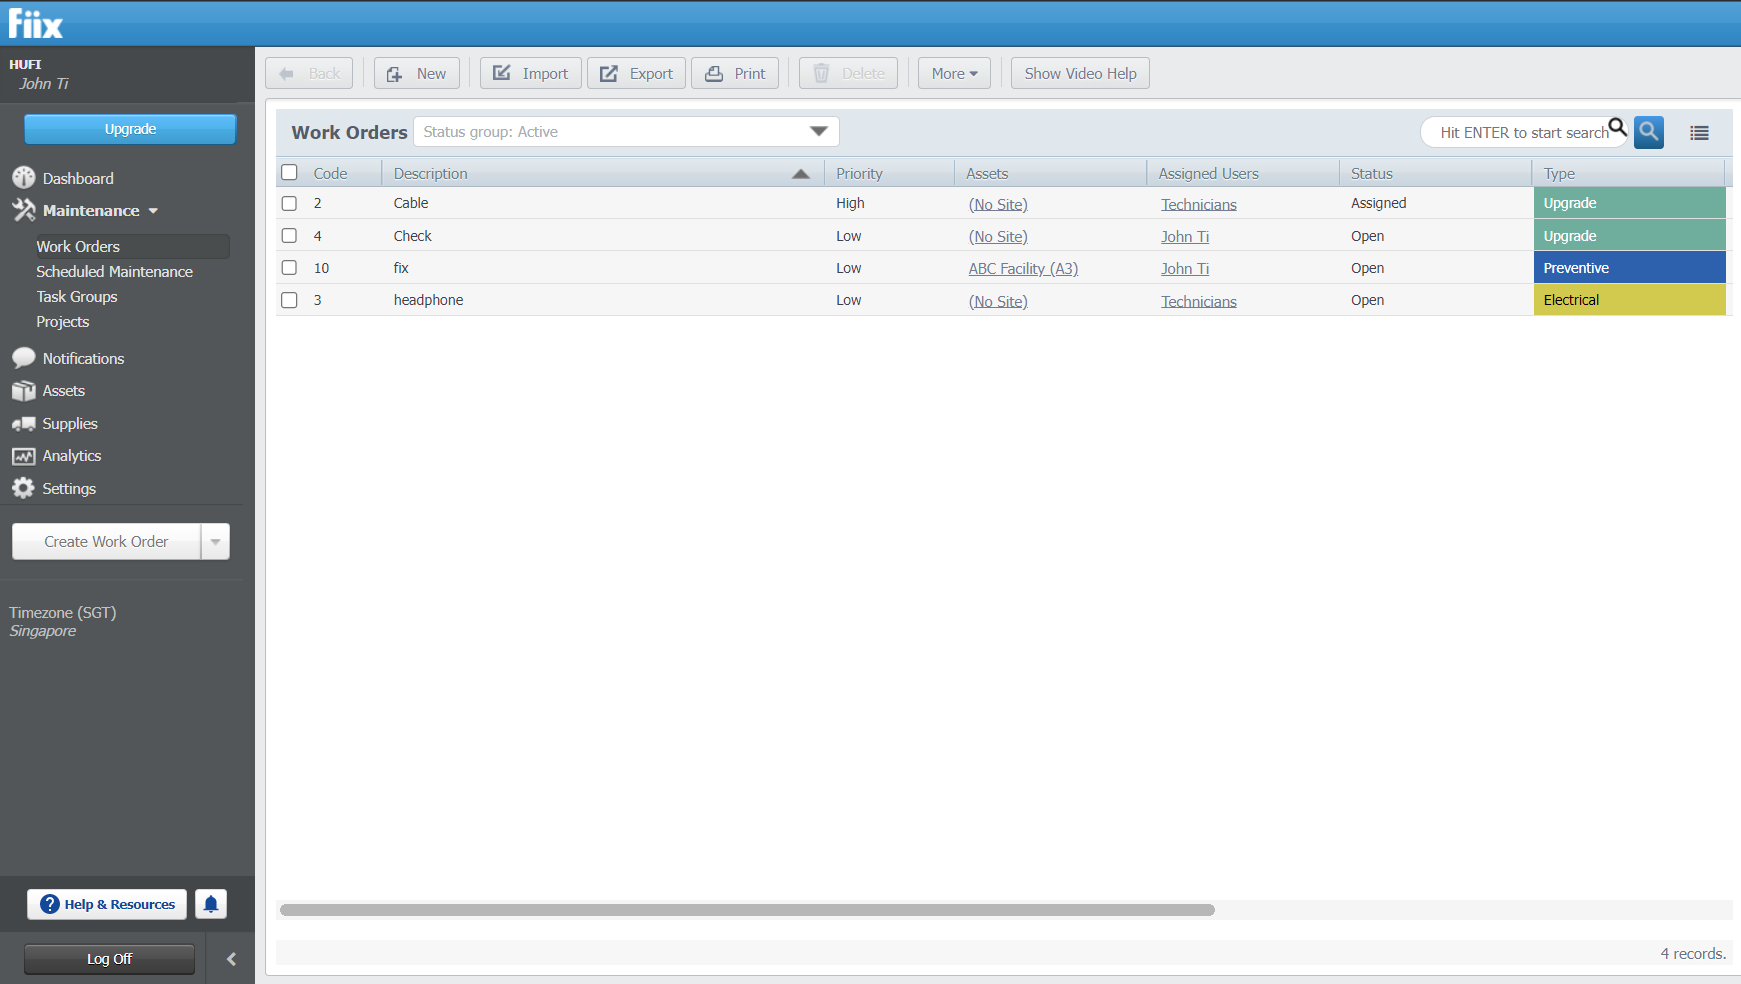 Fiix
HUFI
John Ti
Upgrade
Dashboard
Maintenance
Work Orders
Scheduled Maintenance
Task Groups
Projects
Notifications
Assets
Supplies
Analytics
Settings
Create Work Order
Timezone (SGT)
Singapore
? Help & Resources
Log Off
Back New Import Export Print Delete More Show Video Help
Work Orders Status group: Active Hit ENTER to start search
Code Description Priority Assets Assigned Users Status Type
2 Cable High (No Site) Technicians Assigned Upgrade
4 Check Low (No Site) John Ti Open Upgrade
10 fix Low ABC Facility (A3) John Ti Open Preventive
3 headphone Low (No Site) Technicians Open Electrical
4 records.